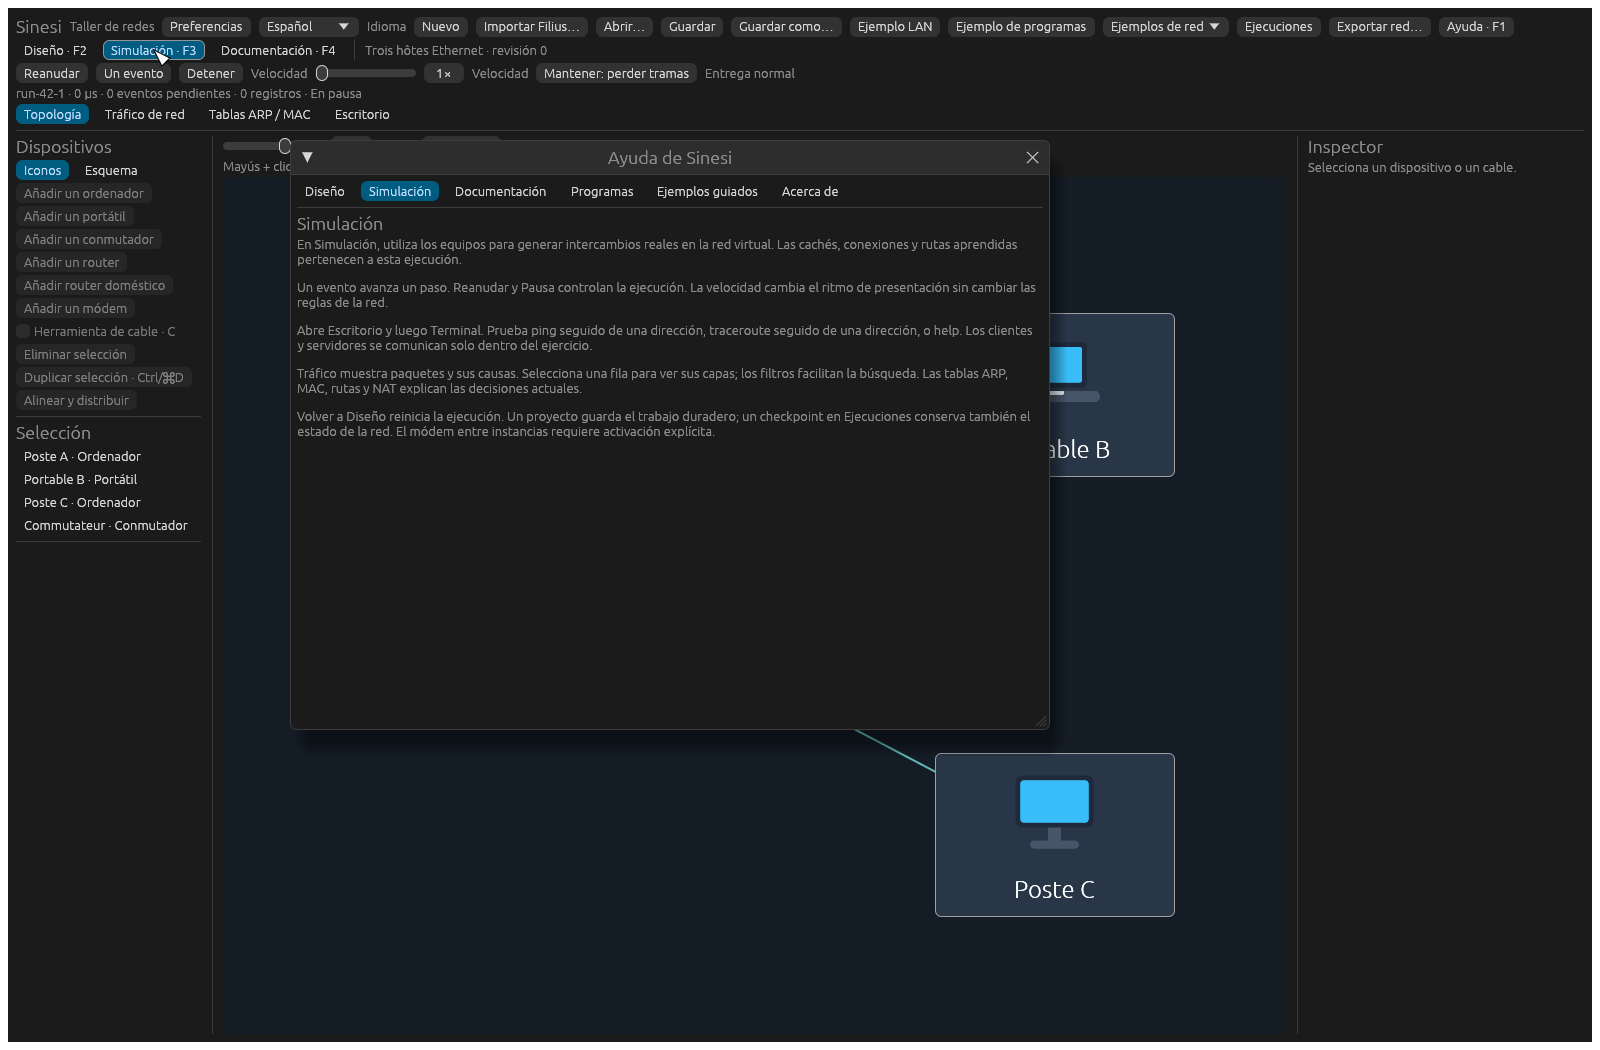 Sinesi Taller de redes Preferencias Español Idioma Nuevo Importar Filius... Abrir... Guardar Guardar como... Ejemplo LAN Ejemplo de programas Ejemplos de red Ejecuciones Exportar red... Ayuda · F1
Diseño · F2 Simulación · F3 Documentación · F4 Trois hôtes Ethernet · revisión 0
Reanudar Un evento Detener Velocidad 1× Velocidad Mantener: perder tramas Entrega normal
run-42-1 · 0 µs · 0 eventos pendientes · 0 registros · En pausa
Topología Tráfico de red Tablas ARP / MAC Escritorio
Dispositivos
Iconos Esquema
Añadir un ordenador
Añadir un portátil
Añadir un conmutador
Añadir un router
Añadir router doméstico
Añadir un módem
Herramienta de cable · C
Eliminar selección
Duplicar selección · Ctrl/⌘D
Alinear y distribuir
Selección
Poste A · Ordenador
Portable B · Portátil
Poste C · Ordenador
Commutateur · Conmutador
Mayús + clic
Ayuda de Sinesi
Diseño Simulación Documentación Programas Ejemplos guiados Acerca de
Simulación
En Simulación, utiliza los equipos para generar intercambios reales en la red virtual. Las cachés, conexiones y rutas aprendidas
pertenecen a esta ejecución.
Un evento avanza un paso. Reanudar y Pausa controlan la ejecución. La velocidad cambia el ritmo de presentación sin cambiar las
reglas de la red.
Abre Escritorio y luego Terminal. Prueba ping seguido de una dirección, traceroute seguido de una dirección, o help. Los clientes
y servidores se comunican solo dentro del ejercicio.
Tráfico muestra paquetes y sus causas. Selecciona una fila para ver sus capas; los filtros facilitan la búsqueda. Las tablas ARP,
MAC, rutas y NAT explican las decisiones actuales.
Volver a Diseño reinicia la ejecución. Un proyecto guarda el trabajo duradero; un checkpoint en Ejecuciones conserva también el
estado de la red. El módem entre instancias requiere activación explícita.
able B
Poste C
Inspector
Selecciona un dispositivo o un cable.